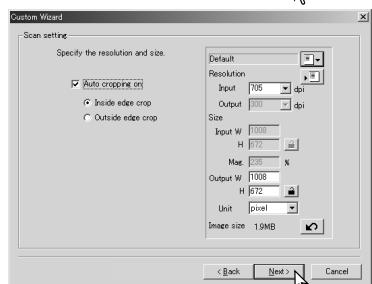 Custom Wizard
Scan setting
Specify the resolution and size.
Auto cropping on
Inside edge crop
Outside edge crop
Default
Resolution
Input 705 dpi
Output 300 dpi
Size
Input W 1008
H 672
Mag. 235 %
Output W 1008
H 672
Unit pixel
Image size 1.9MB
< Back Next > Cancel